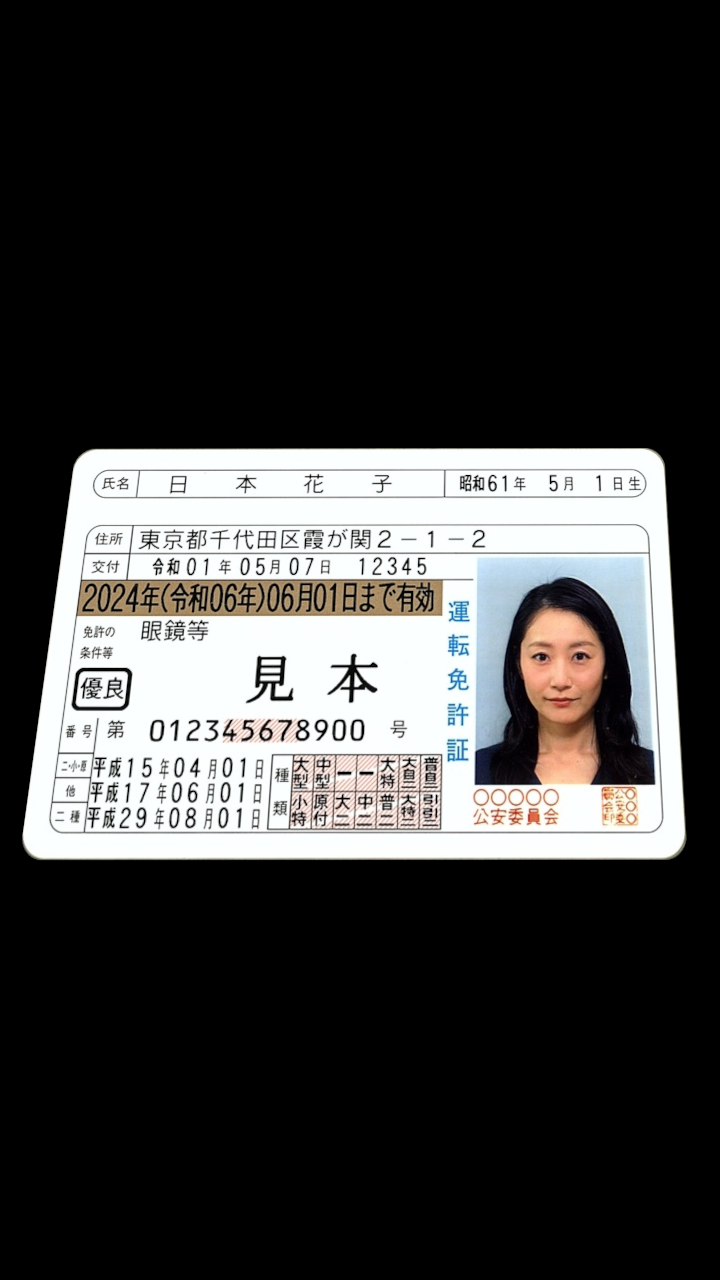 氏名 日本花子 昭和61年 5月 1日生
住所 東京都千代田区霞が関2-1-2
交付 令和01年05月07日 12345
2024年(令和06年)06月01日まで有効
免許の条件等 眼鏡等
見本
優良
番号 第 012345678900 号
二・小・原 平成15年04月01日
他 平成17年06月01日
二種 平成29年08月01日
種類 大型 中型 大特 大自二 普自二
小特 原付 大二 中二 普二 大特二 引引二
運転免許証
○○○○○
公安委員会